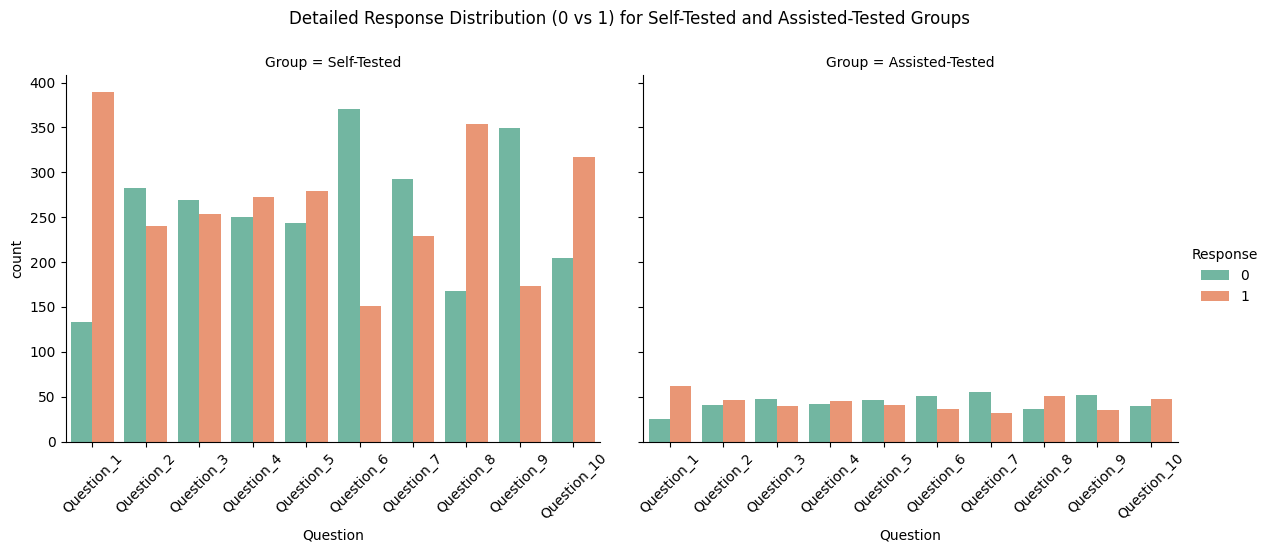 Detailed Response Distribution (0 vs 1) for Self-Tested and Assisted-Tested Groups
Group = Self-Tested
Group = Assisted-Tested
400
350
300
250
200
150
100
50
0
count
Question_1
Question_2
Question_3
Question_4
Question_5
Question_6
Question_7
Question_8
Question_9
Question_10
Question
Question_1
Question_2
Question_3
Question_4
Question_5
Question_6
Question_7
Question_8
Question_9
Question_10
Question
Response
0
1